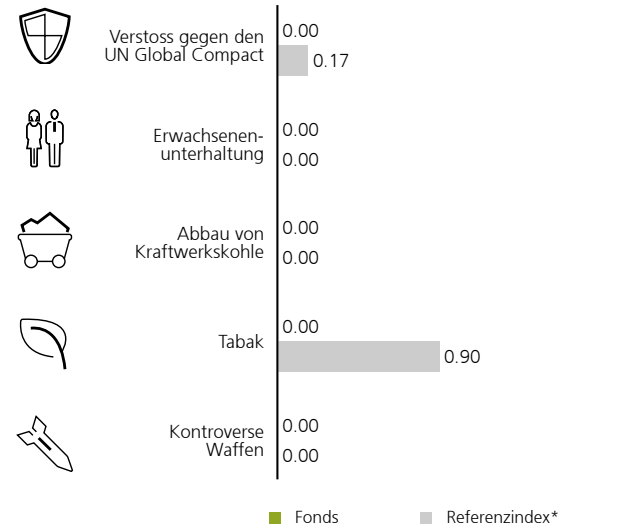 Verstoss gegen den
UN Global Compact
0.00
0.17
Erwachsenen-
unterhaltung
0.00
0.00
Abbau von
Kraftwerkskohle
0.00
0.00
Tabak
0.00
0.90
Kontroverse
Waffen
0.00
0.00
Fonds
Referenzindex*